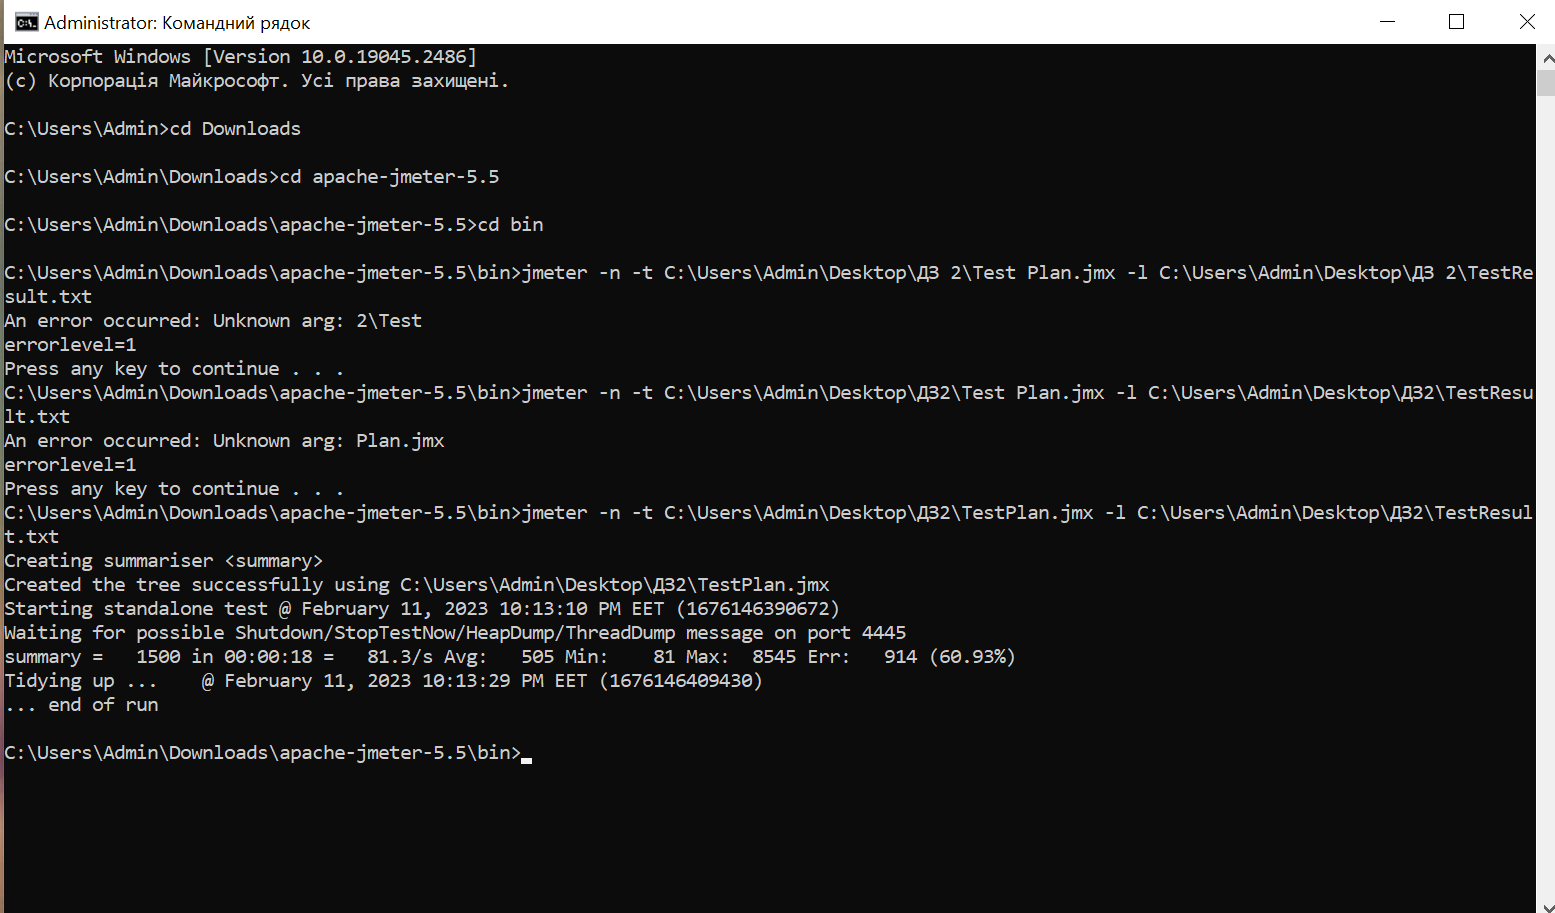 Administrator: Командний рядок
Microsoft Windows [Version 10.0.19045.2486]
(c) Корпорація Майкрософт. Усі права захищені.
C:\Users\Admin>cd Downloads
C:\Users\Admin\Downloads>cd apache-jmeter-5.5
C:\Users\Admin\Downloads\apache-jmeter-5.5>cd bin
C:\Users\Admin\Downloads\apache-jmeter-5.5\bin>jmeter -n -t C:\Users\Admin\Desktop\ДЗ 2\Test Plan.jmx -l C:\Users\Admin\Desktop\ДЗ 2\TestRe
sult.txt
An error occurred: Unknown arg: 2\Test
errorlevel=1
Press any key to continue . . .
C:\Users\Admin\Downloads\apache-jmeter-5.5\bin>jmeter -n -t C:\Users\Admin\Desktop\ДЗ2\Test Plan.jmx -l C:\Users\Admin\Desktop\ДЗ2\TestResu
lt.txt
An error occurred: Unknown arg: Plan.jmx
errorlevel=1
Press any key to continue . . .
C:\Users\Admin\Downloads\apache-jmeter-5.5\bin>jmeter -n -t C:\Users\Admin\Desktop\ДЗ2\TestPlan.jmx -l C:\Users\Admin\Desktop\ДЗ2\TestResul
t.txt
Creating summariser <summary>
Created the tree successfully using C:\Users\Admin\Desktop\ДЗ2\TestPlan.jmx
Starting standalone test @ February 11, 2023 10:13:10 PM EET (1676146390672)
Waiting for possible Shutdown/StopTestNow/HeapDump/ThreadDump message on port 4445
summary =   1500 in 00:00:18 =   81.3/s Avg:   505 Min:    81 Max:  8545 Err:   914 (60.93%)
Tidying up ...    @ February 11, 2023 10:13:29 PM EET (1676146409430)
... end of run
C:\Users\Admin\Downloads\apache-jmeter-5.5\bin>